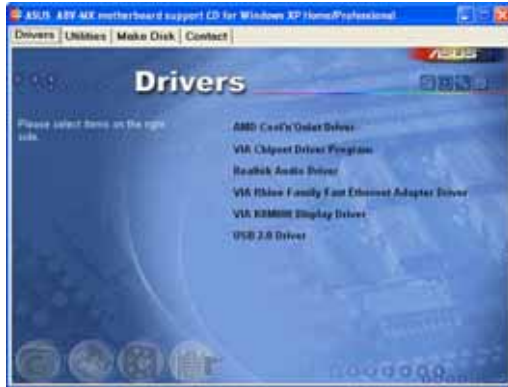 ASUS A8V-MX motherboard support CD for Windows XP Home/Professional
Drivers Utilities Make Disk Contact
ASUS
Drivers
Please select items on the right
side.
AMD Cool'n'Quiet Driver
VIA Chipset Driver Program
Realtek Audio Driver
VIA Rhine Family Fast Ethernet Adapter Driver
VIA K8M800 Display Driver
USB 2.0 Driver